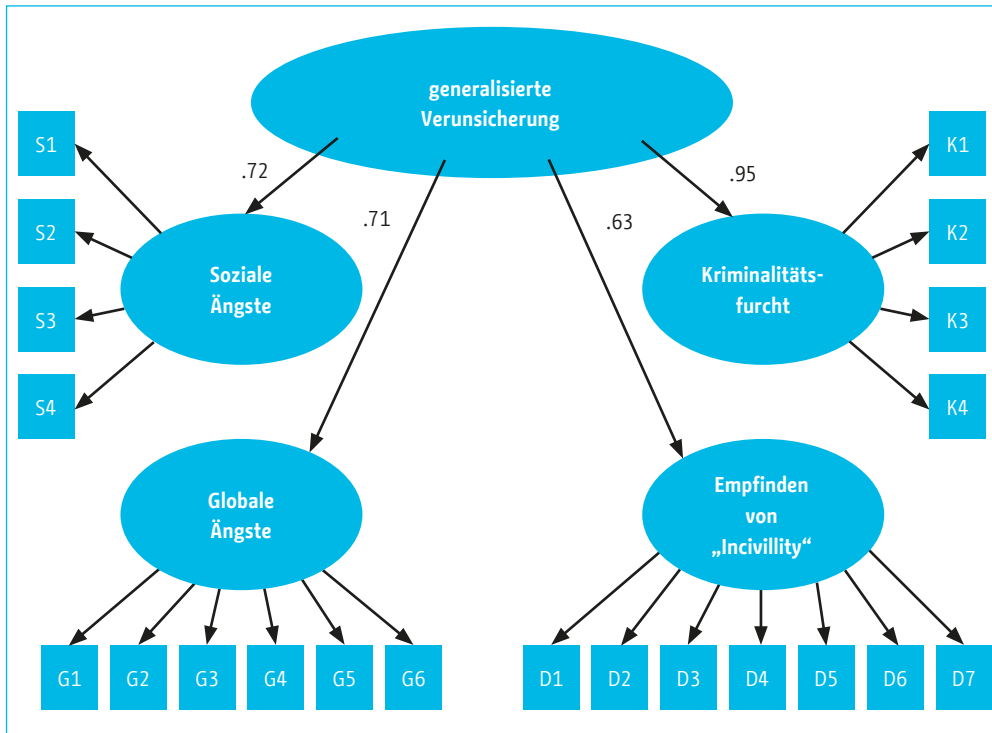 generalisierte
Verunsicherung
S1
K1
.72
.95
S2
K2
.71
.63
Soziale
Ängste
Kriminalitäts-
furcht
S3
K3
S4
K4
Globale
Ängste
Empfinden
von
„Incivillity“
G1 G2 G3 G4 G5 G6
D1 D2 D3 D4 D5 D6 D7